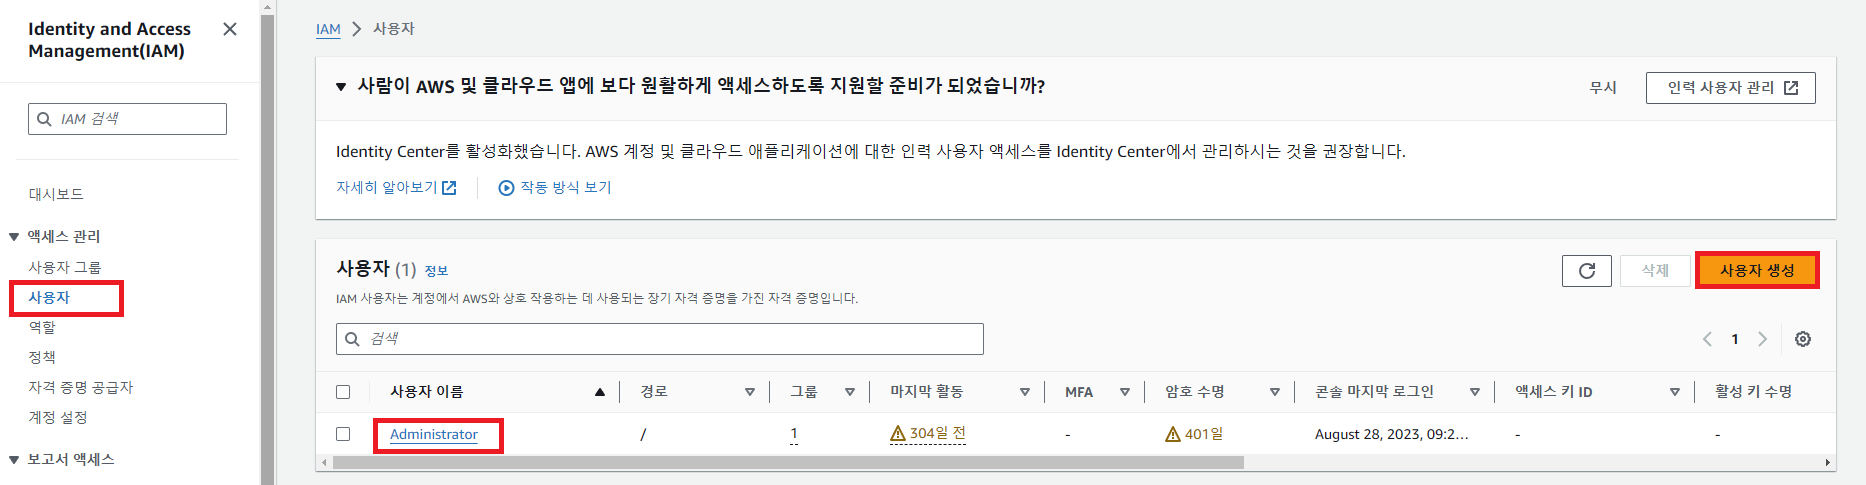 Identity and Access
Management(IAM)
IAM 검색
대시보드
액세스 관리
사용자 그룹
사용자
역할
정책
자격 증명 공급자
계정 설정
보고서 액세스
IAM > 사용자
사람이 AWS 및 클라우드 앱에 보다 원활하게 액세스하도록 지원할 준비가 되었습니까?
무시
인력 사용자 관리
Identity Center를 활성화했습니다. AWS 계정 및 클라우드 애플리케이션에 대한 인력 사용자 액세스를 Identity Center에서 관리하시는 것을 권장합니다.
자세히 알아보기
작동 방식 보기
사용자 (1) 정보
삭제
사용자 생성
IAM 사용자는 계정에서 AWS와 상호 작용하는 데 사용되는 장기 자격 증명을 가진 자격 증명입니다.
검색
1
사용자 이름 경로 그룹 마지막 활동 MFA 암호 수명 콘솔 마지막 로그인 액세스 키 ID 활성 키 수명
Administrator / 1 304일 전 - 401일 August 28, 2023, 09:2... - -